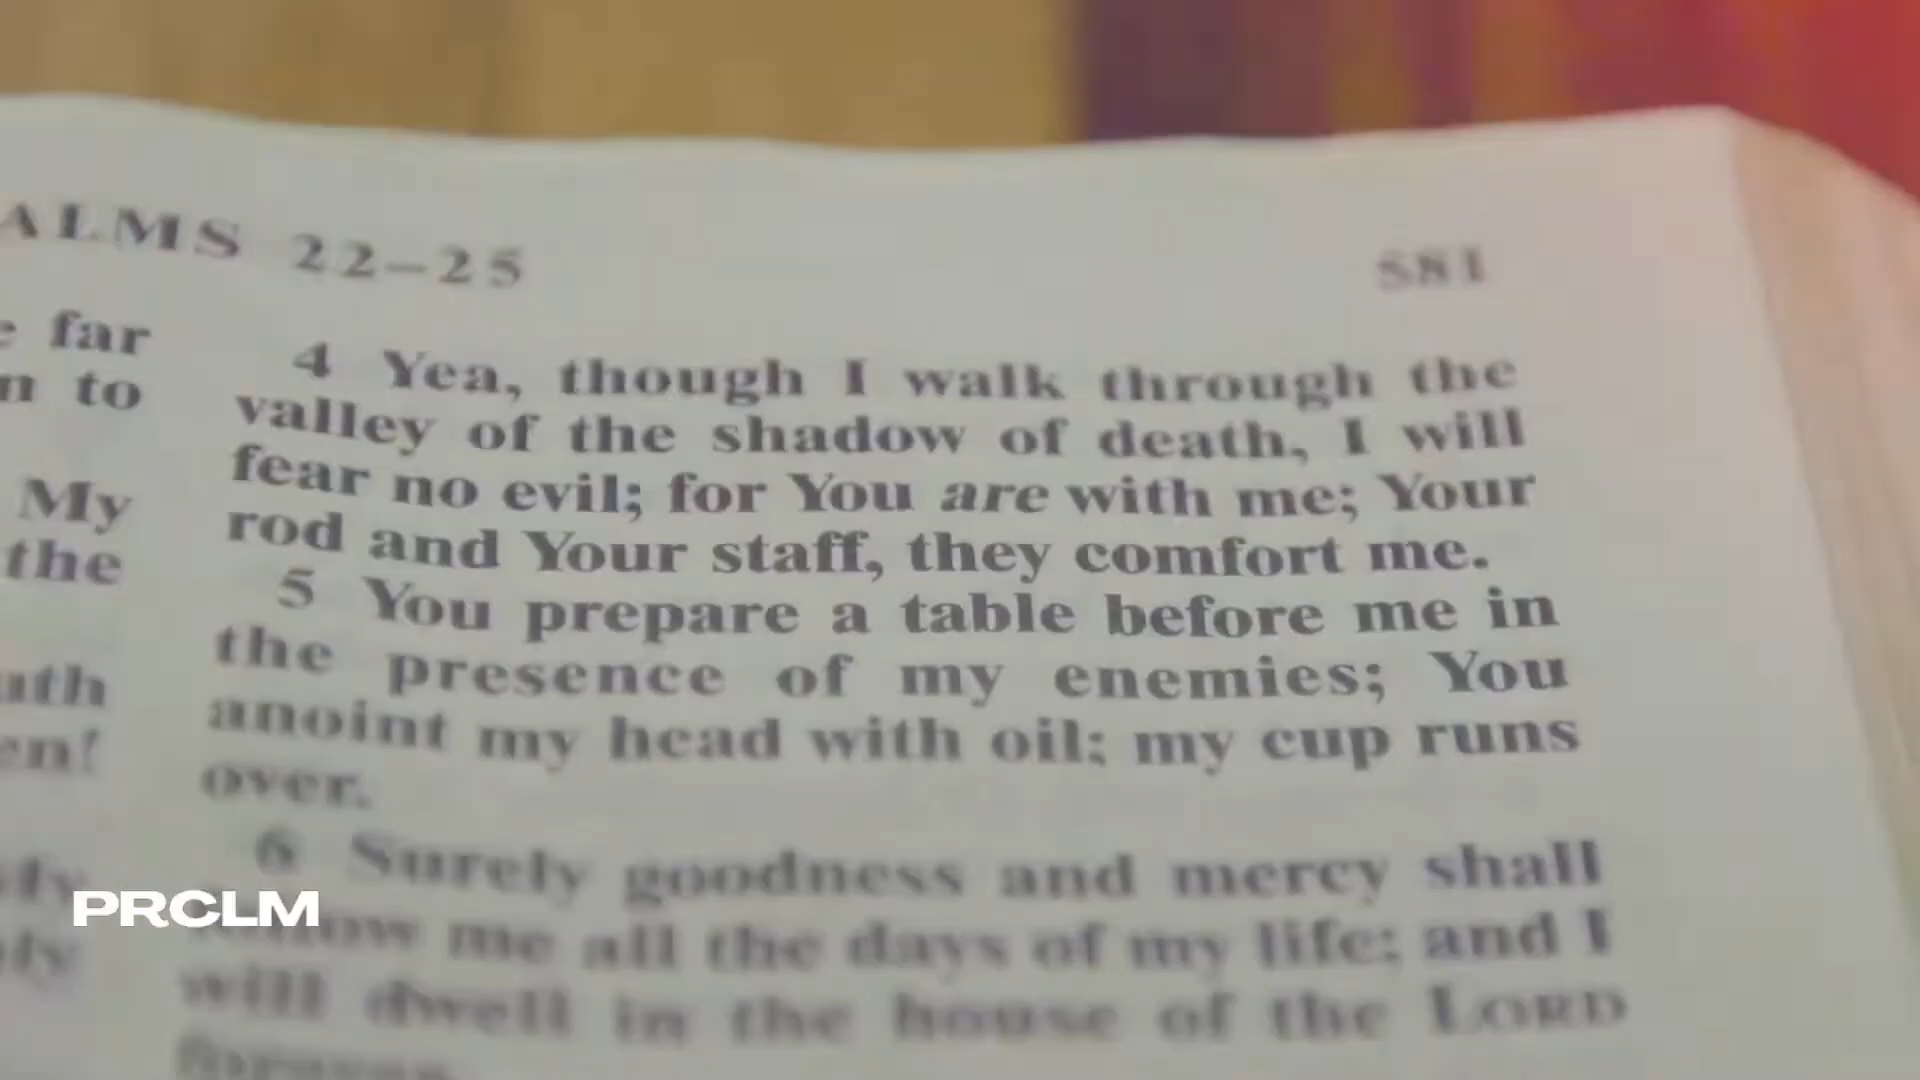 ALMS 22–25
581
far
n to
My
the
uth
en!
4 Yea, though I walk through the
valley of the shadow of death, I will
fear no evil; for You are with me; Your
rod and Your staff, they comfort me.
5 You prepare a table before me in
the presence of my enemies; You
anoint my head with oil; my cup runs
over.
6 Surely goodness and mercy shall
follow me all the days of my life; and I
will dwell in the house of the LORD
forever.
PRCLM